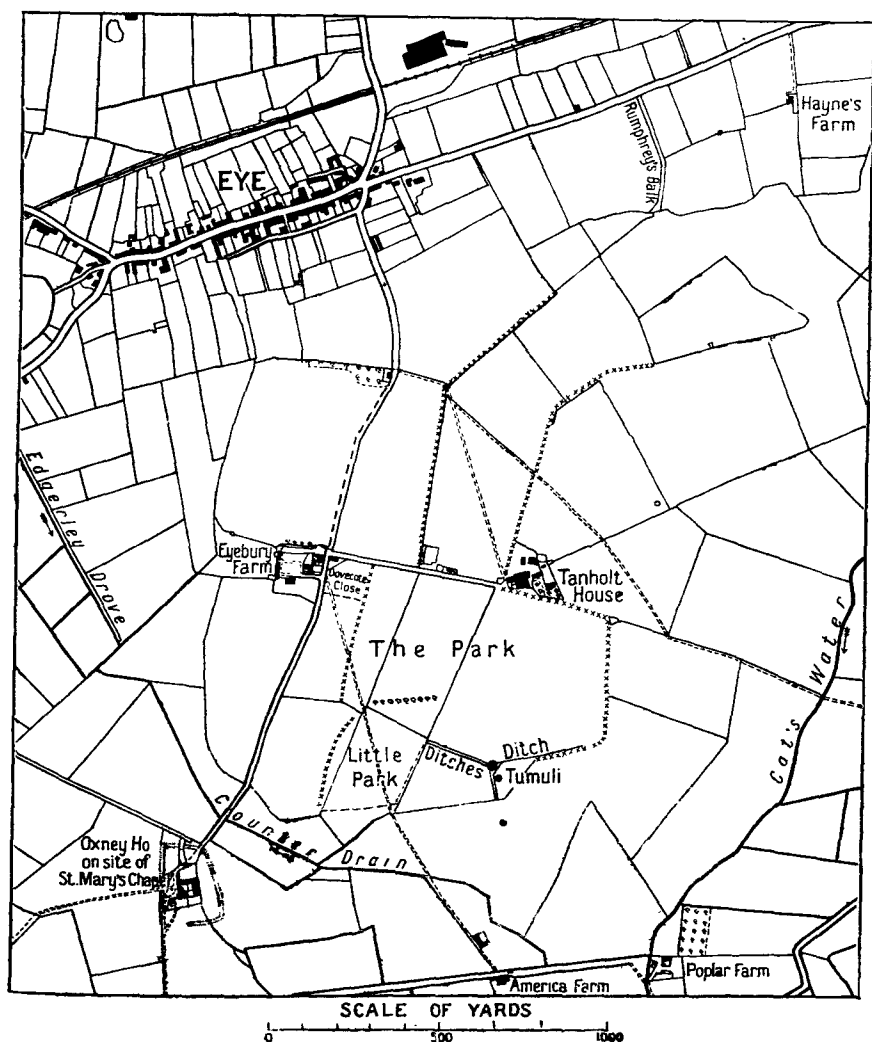 EYE
Rumphrey's Balk
Hayne's
Farm
Edgerley Drove
Eyebury
Farm
Dovecote
Close
Tanholt
House
The Park
Cat's Water
Little
Park
Ditches
Ditch
Tumuli
Counter Drain
Oxney Ho
on site of
St. Mary's Chapel
America Farm
Poplar Farm
SCALE OF YARDS
0 500 1000